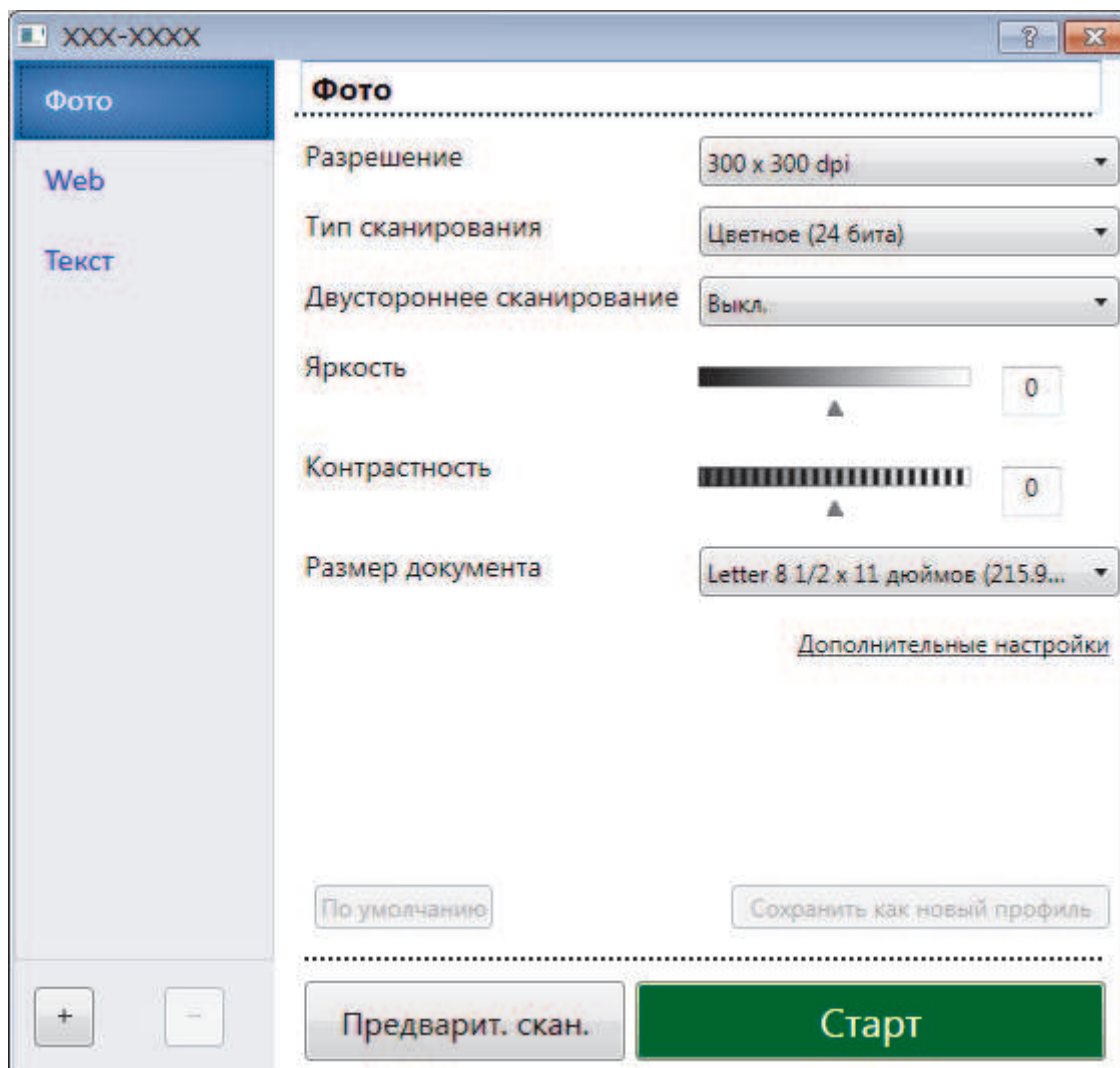 XXX-XXXX
?
Фото
Web
Текст
Фото
Разрешение 300 x 300 dpi
Тип сканирования Цветное (24 бита)
Двустороннее сканирование Выкл.
Яркость 0
Контрастность 0
Размер документа Letter 8 1/2 x 11 дюймов (215.9...
Дополнительные настройки
По умолчанию Сохранить как новый профиль
+ −
Предварит. скан. Старт